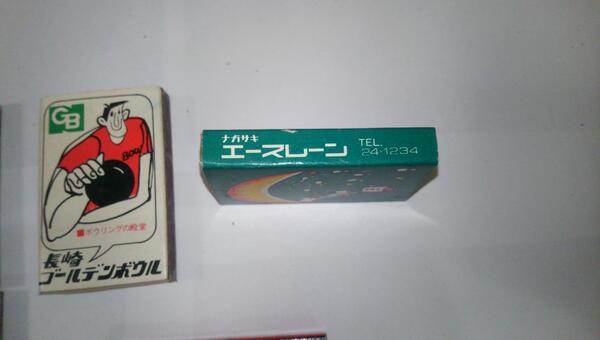 GB
BOW
■ボウリングの殿堂
長崎
ゴールデンボウル
ナガサキ
エースレーン
TEL.
24-1234